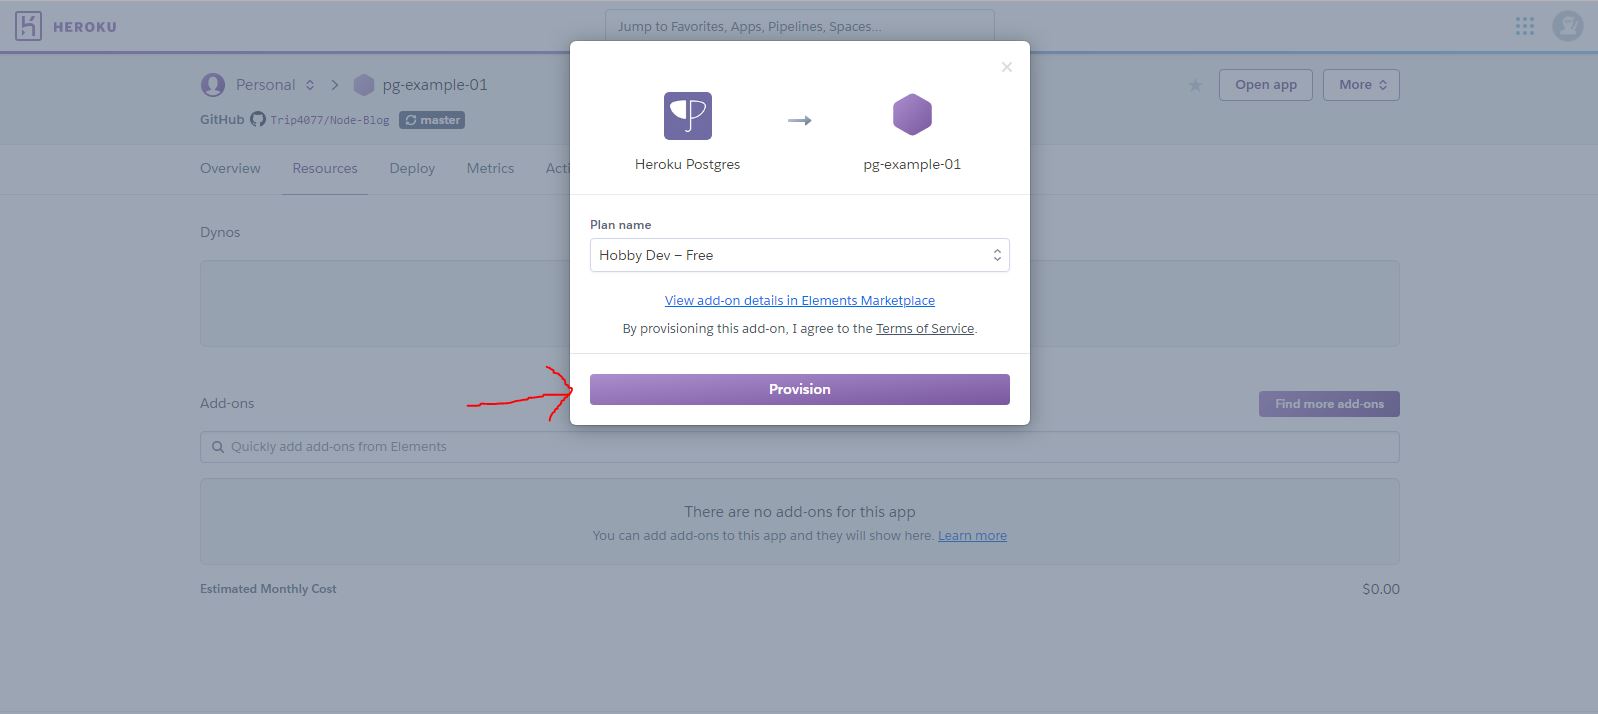 HEROKU
Jump to Favorites, Apps, Pipelines, Spaces...
Personal
pg-example-01
Open app
More
GitHub Trip4077/Node-Blog master
Overview Resources Deploy Metrics Acti
Heroku Postgres
pg-example-01
Plan name
Hobby Dev – Free
View add-on details in Elements Marketplace
By provisioning this add-on, I agree to the Terms of Service.
Provision
Dynos
Add-ons
Find more add-ons
Quickly add add-ons from Elements
There are no add-ons for this app
You can add add-ons to this app and they will show here. Learn more
Estimated Monthly Cost
$0.00